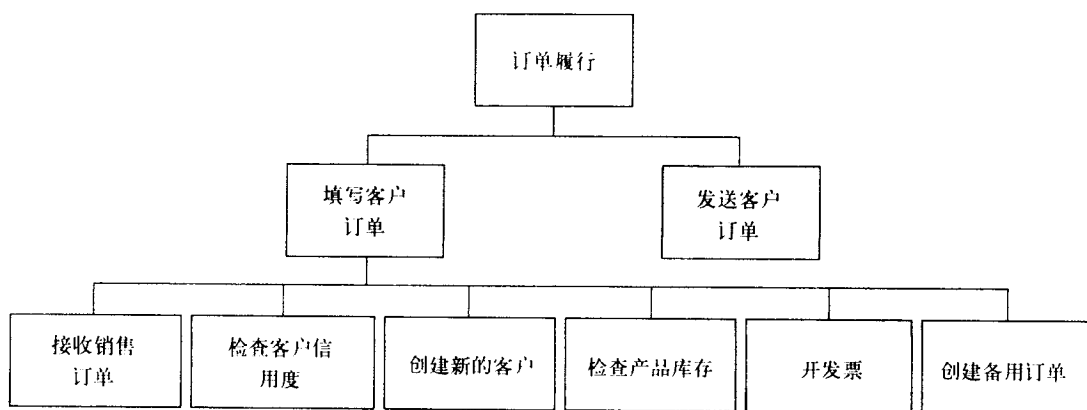 订单履行
填写客户
订单
发送客户
订单
接收销售
订单
检查客户信
用度
创建新的客户
检查产品库存
开发票
创建备用订单